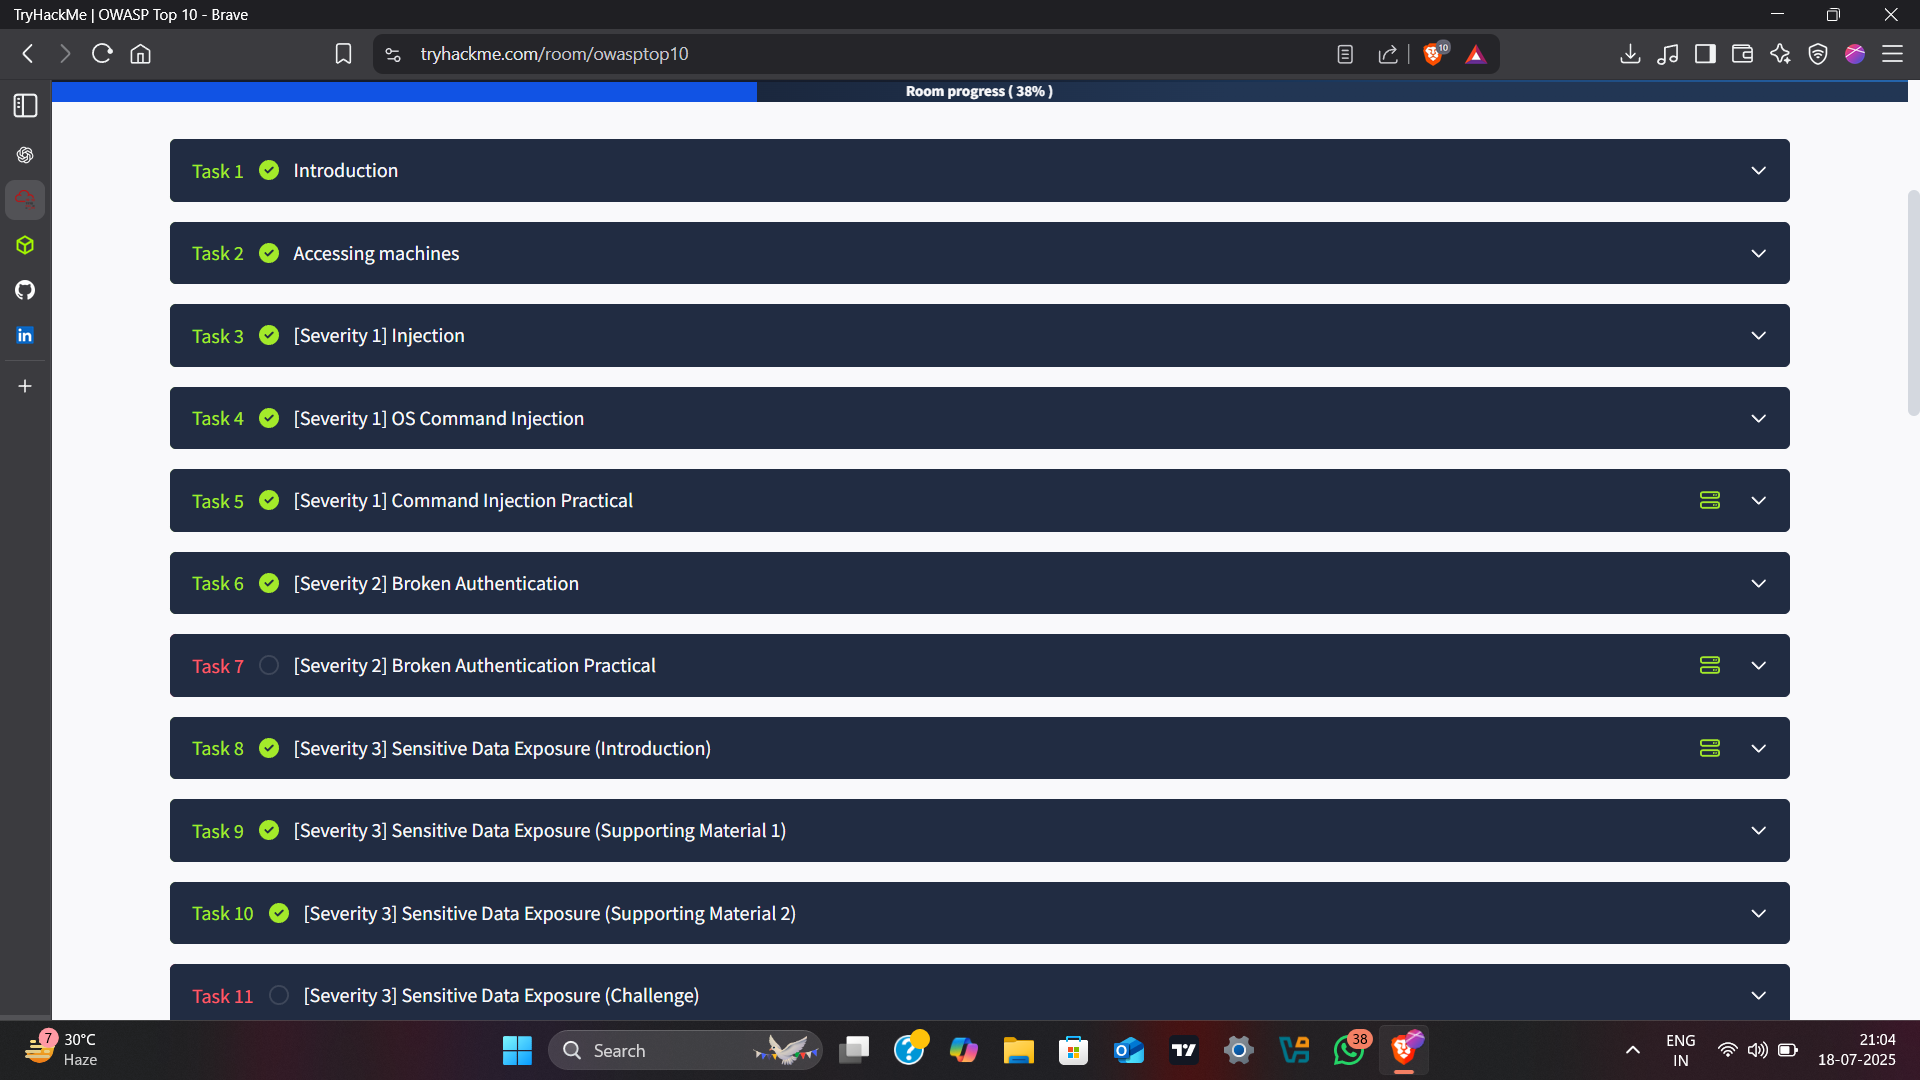 TryHackMe | OWASP Top 10 - Brave
tryhackme.com/room/owasptop10
10
Room progress ( 38% )
Task 1 Introduction
Task 2 Accessing machines
Task 3 [Severity 1] Injection
Task 4 [Severity 1] OS Command Injection
Task 5 [Severity 1] Command Injection Practical
Task 6 [Severity 2] Broken Authentication
Task 7 [Severity 2] Broken Authentication Practical
Task 8 [Severity 3] Sensitive Data Exposure (Introduction)
Task 9 [Severity 3] Sensitive Data Exposure (Supporting Material 1)
Task 10 [Severity 3] Sensitive Data Exposure (Supporting Material 2)
Task 11 [Severity 3] Sensitive Data Exposure (Challenge)
in
7
30°C
Haze
Search
38
ENG
IN
21:04
18-07-2025